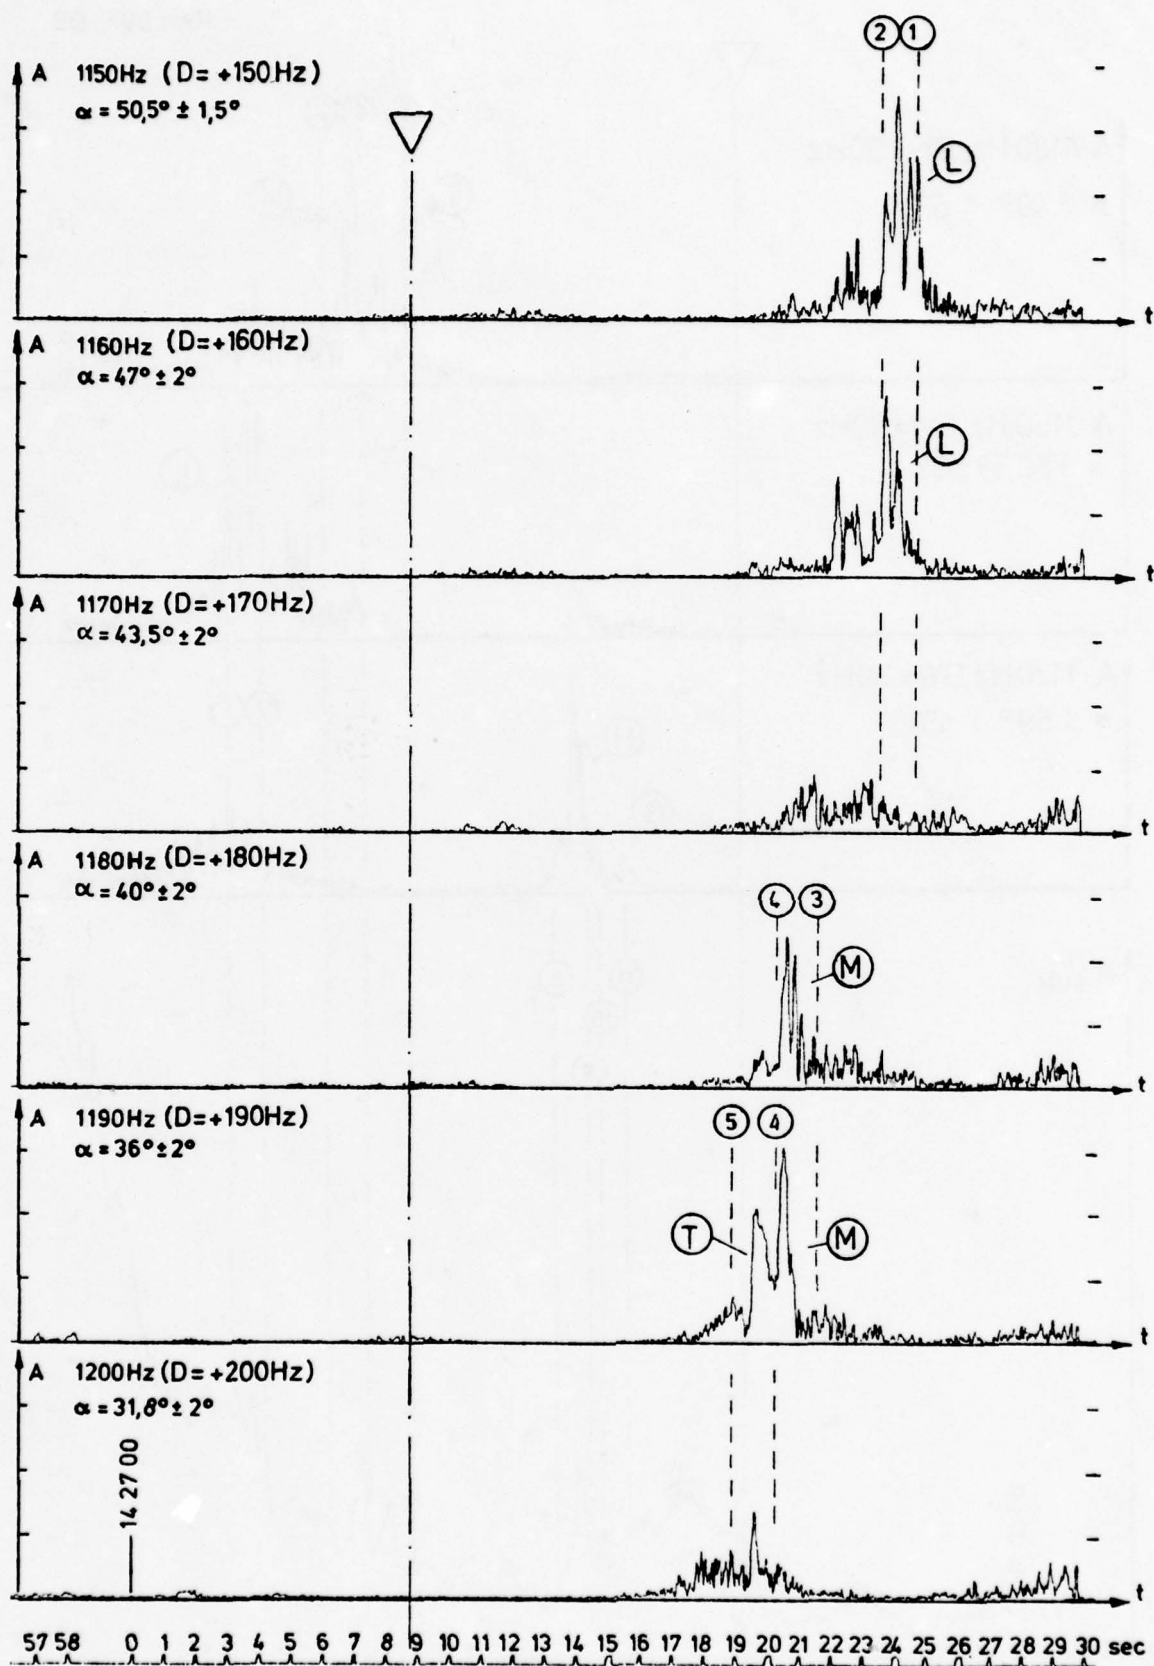 ② ①
A 1150Hz (D= +150Hz)
α = 50,5° ± 1,5°
L
t
A 1160Hz (D=+160Hz)
α = 47° ± 2°
L
t
A 1170Hz (D=+170Hz)
α = 43,5° ± 2°
t
A 1180Hz (D=+180Hz)
α = 40° ± 2°
④ ③
M
t
A 1190Hz (D=+190Hz)
α = 36° ± 2°
⑤ ④
T M
t
A 1200Hz (D=+200Hz)
α = 31,8° ± 2°
14 27 00
t
57 58 0 1 2 3 4 5 6 7 8 9 10 11 12 13 14 15 16 17 18 19 20 21 22 23 24 25 26 27 28 29 30 sec